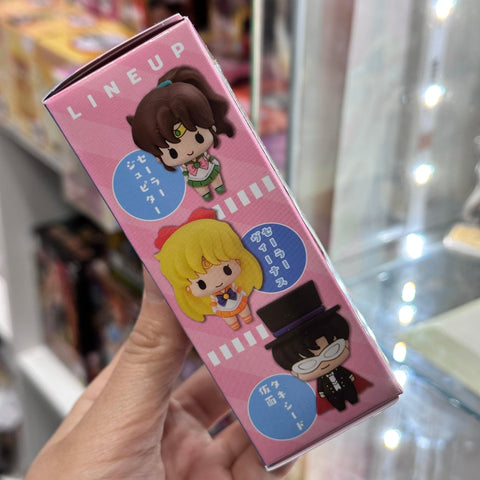 LINEUP
セーラー
ジュピター
セーラー
ヴィーナス
タキシード
仮面